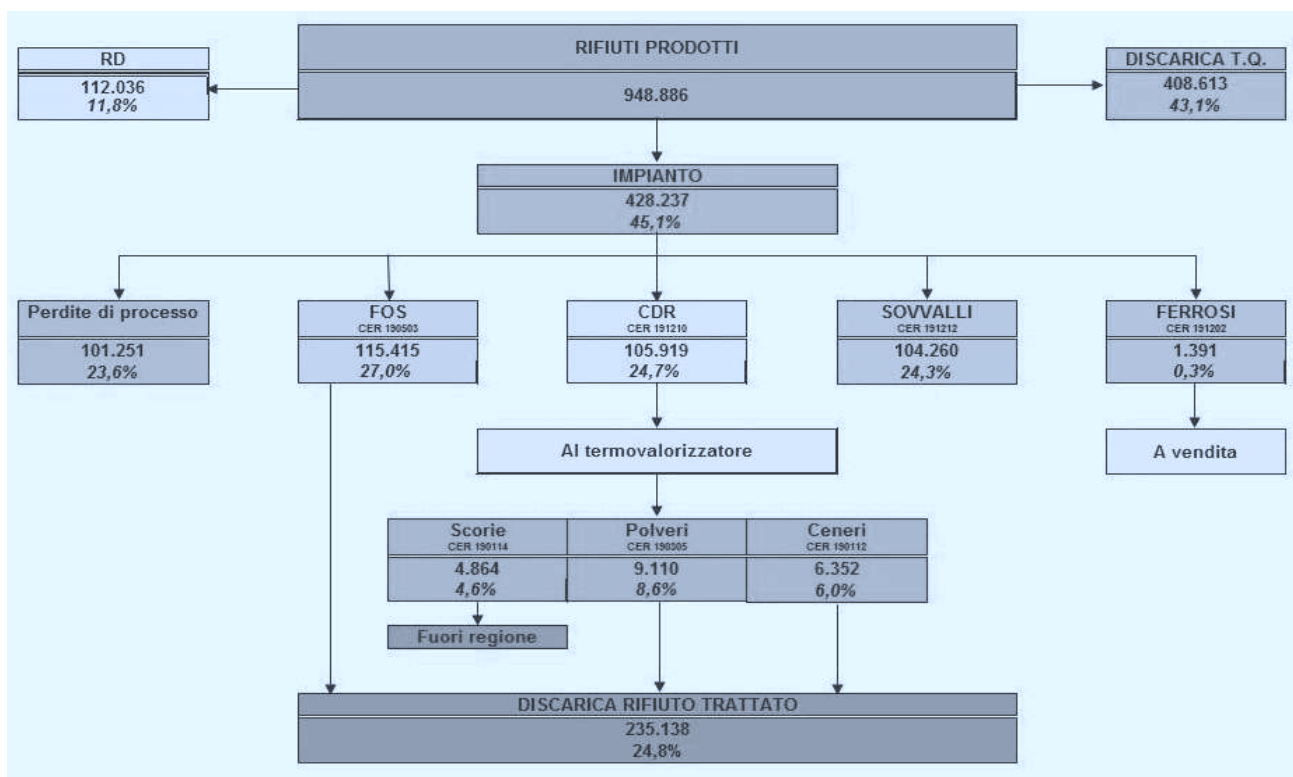 RIFIUTI PRODOTTI
948.886
RD
112.036
11,8%
DISCARICA T.Q.
408.613
43,1%
IMPIANTO
428.237
45,1%
Perdite di processo
101.251
23,6%
FOS
CER 190503
115.415
27,0%
CDR
CER 191210
105.919
24,7%
SOVVALLI
CER 191212
104.260
24,3%
FERROSI
CER 191202
1.391
0,3%
Al termovalorizzatore
A vendita
Scorie
CER 190114
4.864
4,6%
Polveri
CER 190305
9.110
8,6%
Ceneri
CER 190112
6.352
6,0%
Fuori regione
DISCARICA RIFIUTO TRATTATO
235.138
24,8%